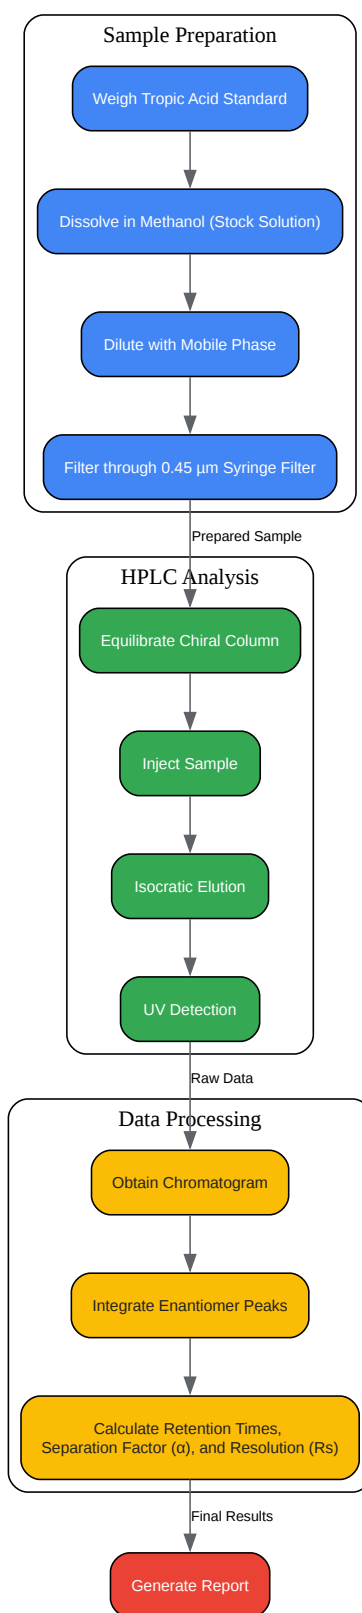 Sample Preparation
Weigh Tropic Acid Standard
Dissolve in Methanol (Stock Solution)
Dilute with Mobile Phase
Filter through 0.45 µm Syringe Filter
Prepared Sample
HPLC Analysis
Equilibrate Chiral Column
Inject Sample
Isocratic Elution
UV Detection
Raw Data
Data Processing
Obtain Chromatogram
Integrate Enantiomer Peaks
Calculate Retention Times,
Separation Factor (α), and Resolution (Rs)
Final Results
Generate Report